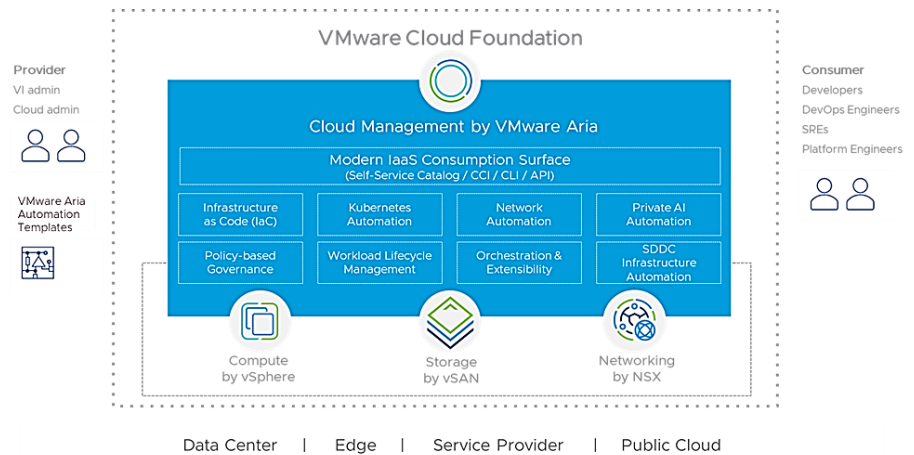 VMware Cloud Foundation
Provider
VI admin
Cloud admin
VMware Aria
Automation
Templates
Consumer
Developers
DevOps Engineers
SREs
Platform Engineers
Cloud Management by VMware Aria
Modern IaaS Consumption Surface
(Self-Service Catalog / CCI / CLI / API)
Infrastructure
as Code (IaC)
Kubernetes
Automation
Network
Automation
Private AI
Automation
Policy-based
Governance
Workload Lifecycle
Management
Orchestration &
Extensibility
SDDC
Infrastructure
Automation
Compute
by vSphere
Storage
by vSAN
Networking
by NSX
Data Center | Edge | Service Provider | Public Cloud